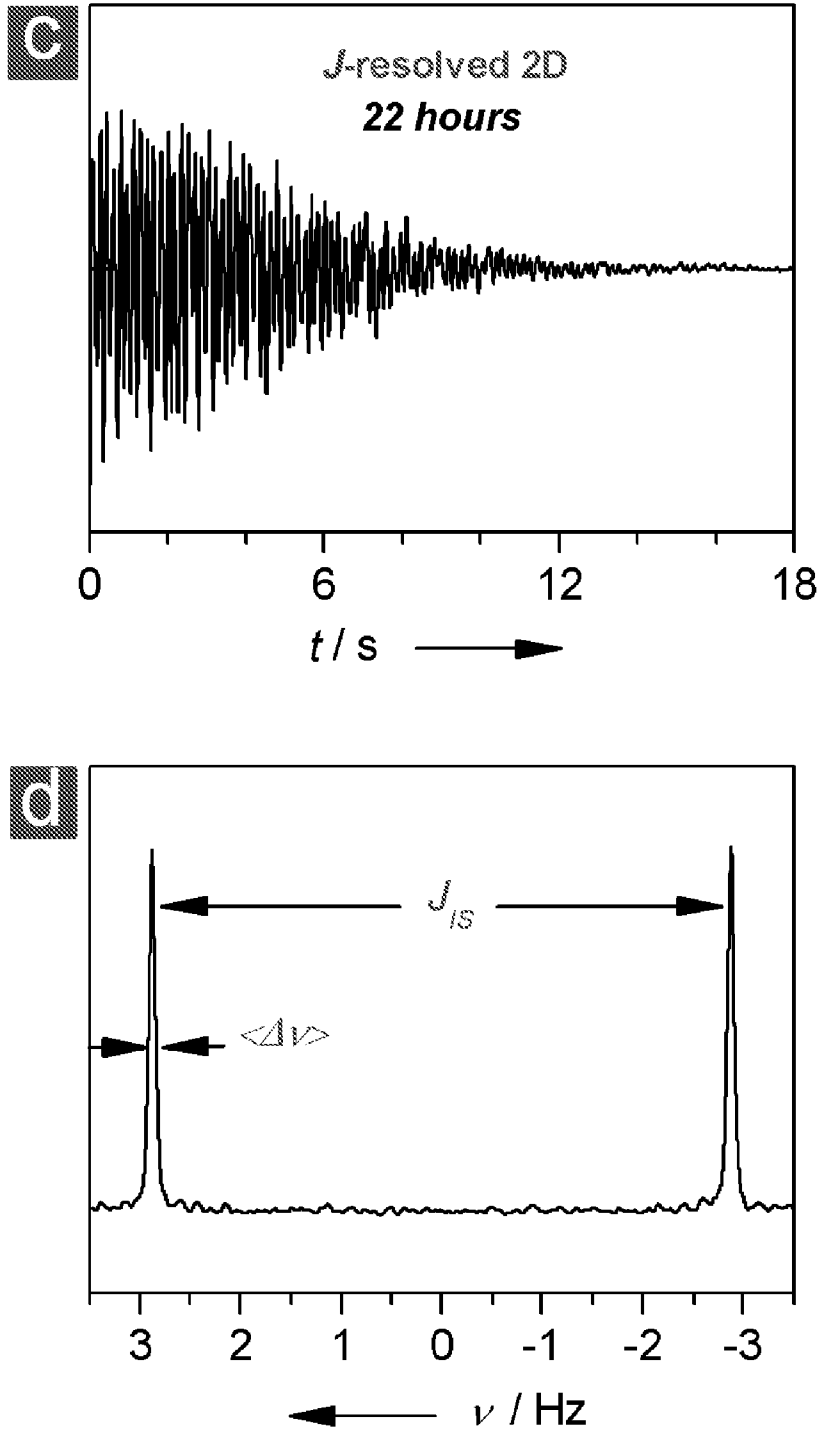 C
J-resolved 2D
22 hours
0 6 12 18
t / s
d
J_IS
<Δν>
3 2 1 0 -1 -2 -3
ν / Hz